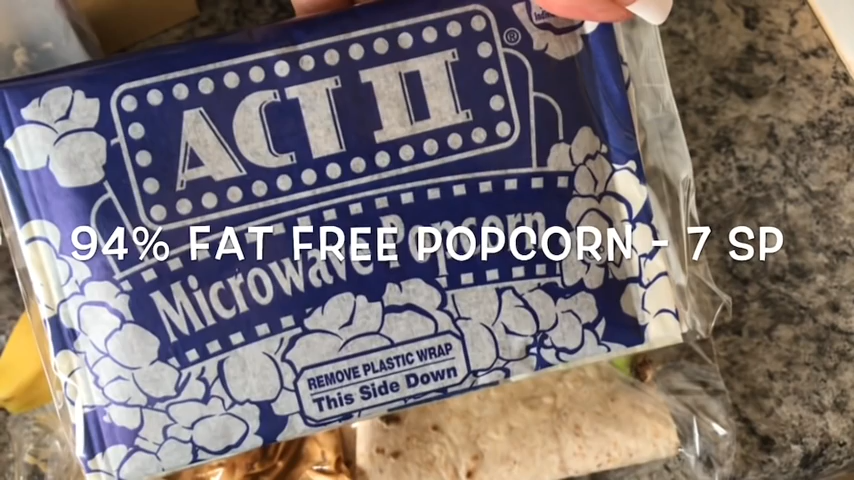 ACT II®
94% FAT FREE POPCORN - 7 SP
Microwave Popcorn
REMOVE PLASTIC WRAP
This Side Down